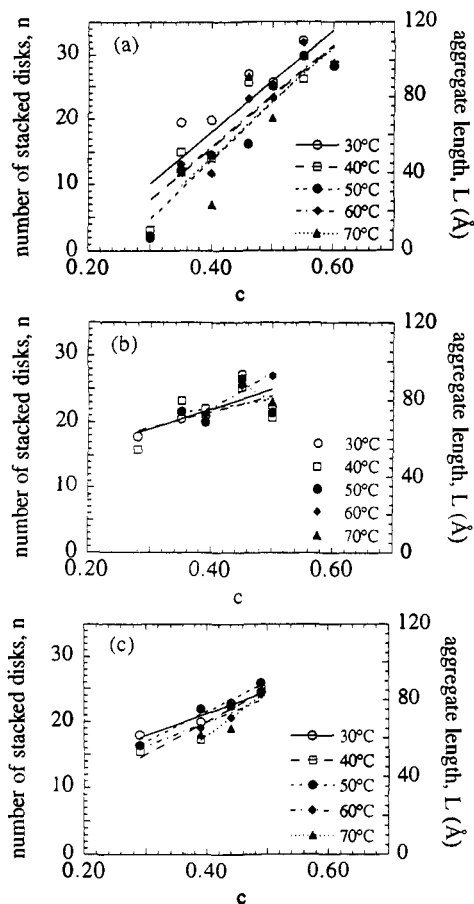 (a)
number of stacked disks, n
aggregate length, L (Å)
30
20
10
0
120
80
40
0
30°C
40°C
50°C
60°C
70°C
0.20
0.40
0.60
c
(b)
number of stacked disks, n
aggregate length, L (Å)
30
20
10
0
120
80
40
0
30°C
40°C
50°C
60°C
70°C
0.20
0.40
0.60
c
(c)
number of stacked disks, n
aggregate length, L (Å)
30
20
10
0
120
80
40
0
30°C
40°C
50°C
60°C
70°C
0.20
0.40
0.60
c